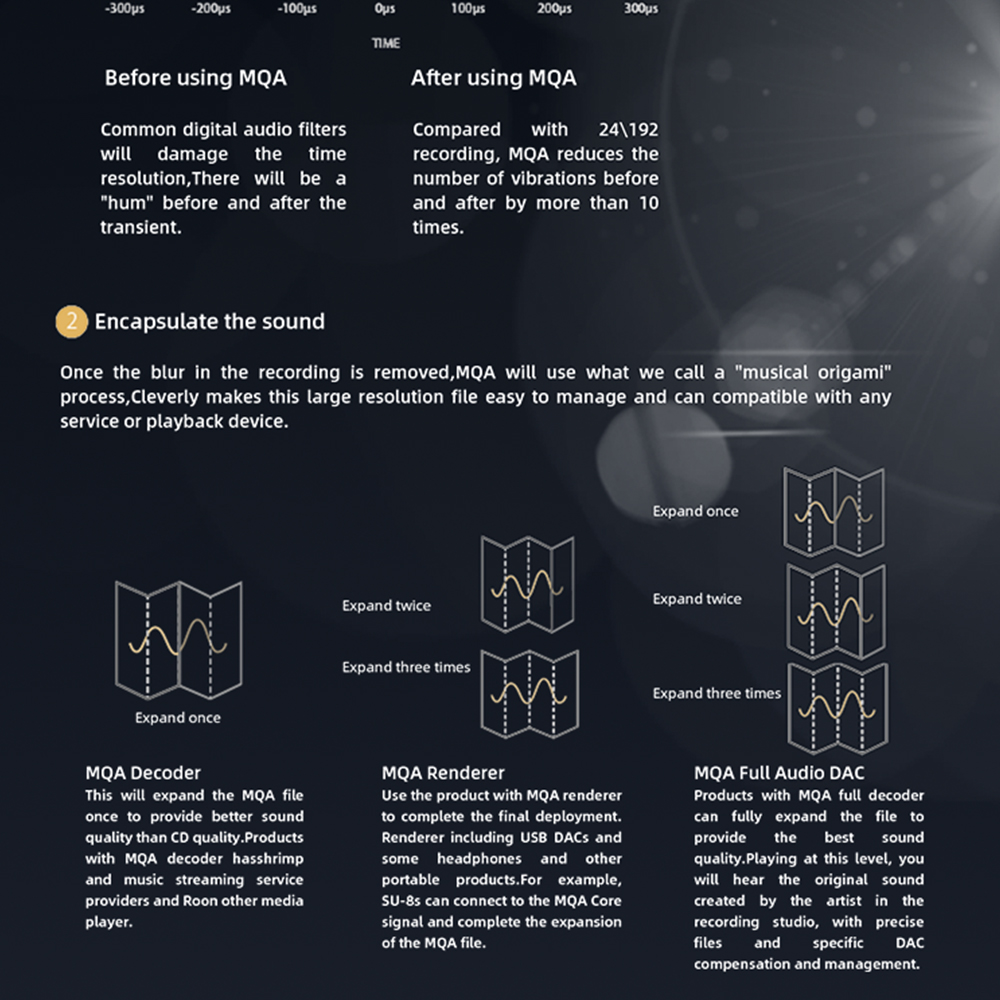 -300µs -200µs -100µs 0µs 100µs 200µs 300µs
TIME
Before using MQA
Common digital audio filters
will damage the time
resolution,There will be a
"hum" before and after the
transient.
After using MQA
Compared with 24\192
recording, MQA reduces the
number of vibrations before
and after by more than 10
times.
2 Encapsulate the sound
Once the blur in the recording is removed,MQA will use what we call a "musical origami"
process,Cleverly makes this large resolution file easy to manage and can compatible with any
service or playback device.
Expand once
MQA Decoder
This will expand the MQA file
once to provide better sound
quality than CD quality.Products
with MQA decoder hasshrimp
and music streaming service
providers and Roon other media
player.
Expand twice
Expand three times
MQA Renderer
Use the product with MQA renderer
to complete the final deployment.
Renderer including USB DACs and
some headphones and other
portable products.For example,
SU-8s can connect to the MQA Core
signal and complete the expansion
of the MQA file.
Expand once
Expand twice
Expand three times
MQA Full Audio DAC
Products with MQA full decoder
can fully expand the file to
provide the best sound
quality.Playing at this level, you
will hear the original sound
created by the artist in the
recording studio, with precise
files and specific DAC
compensation and management.